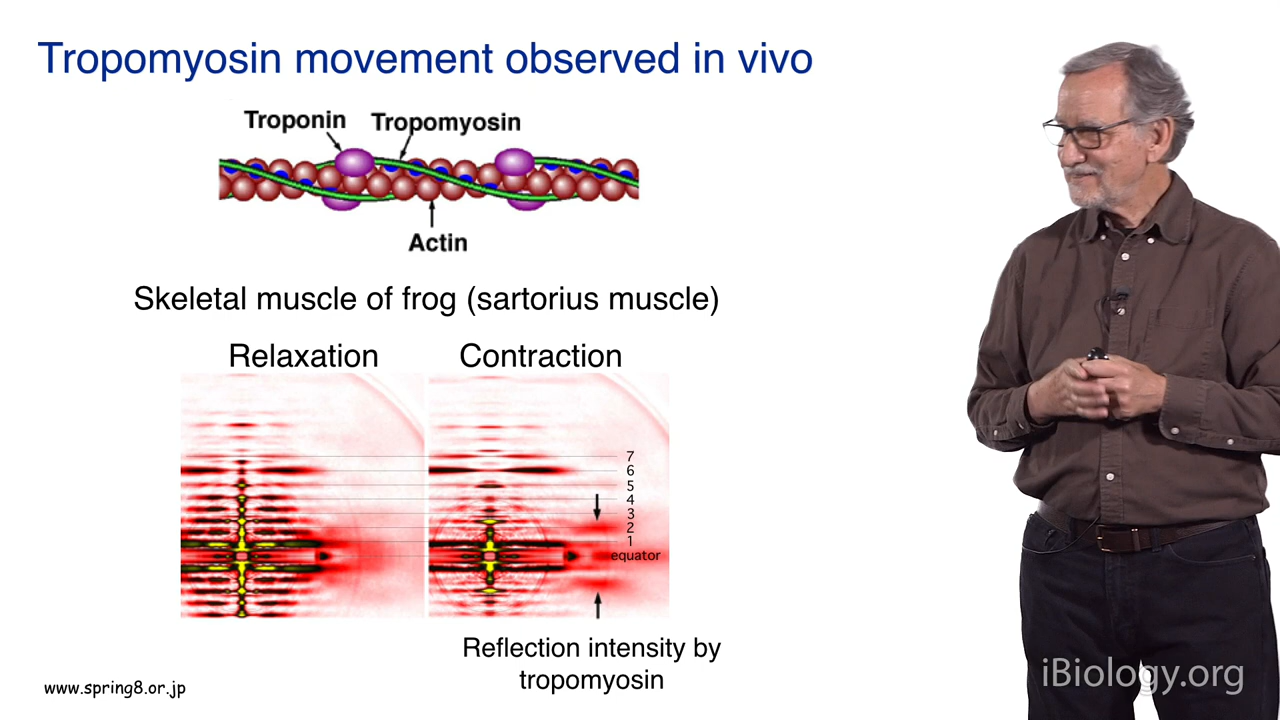 Tropomyosin movement observed in vivo
Troponin
Tropomyosin
Actin
Skeletal muscle of frog (sartorius muscle)
Relaxation
Contraction
7
6
5
4
3
2
1
equator
Reflection intensity by
tropomyosin
www.spring8.or.jp
iBiology.org